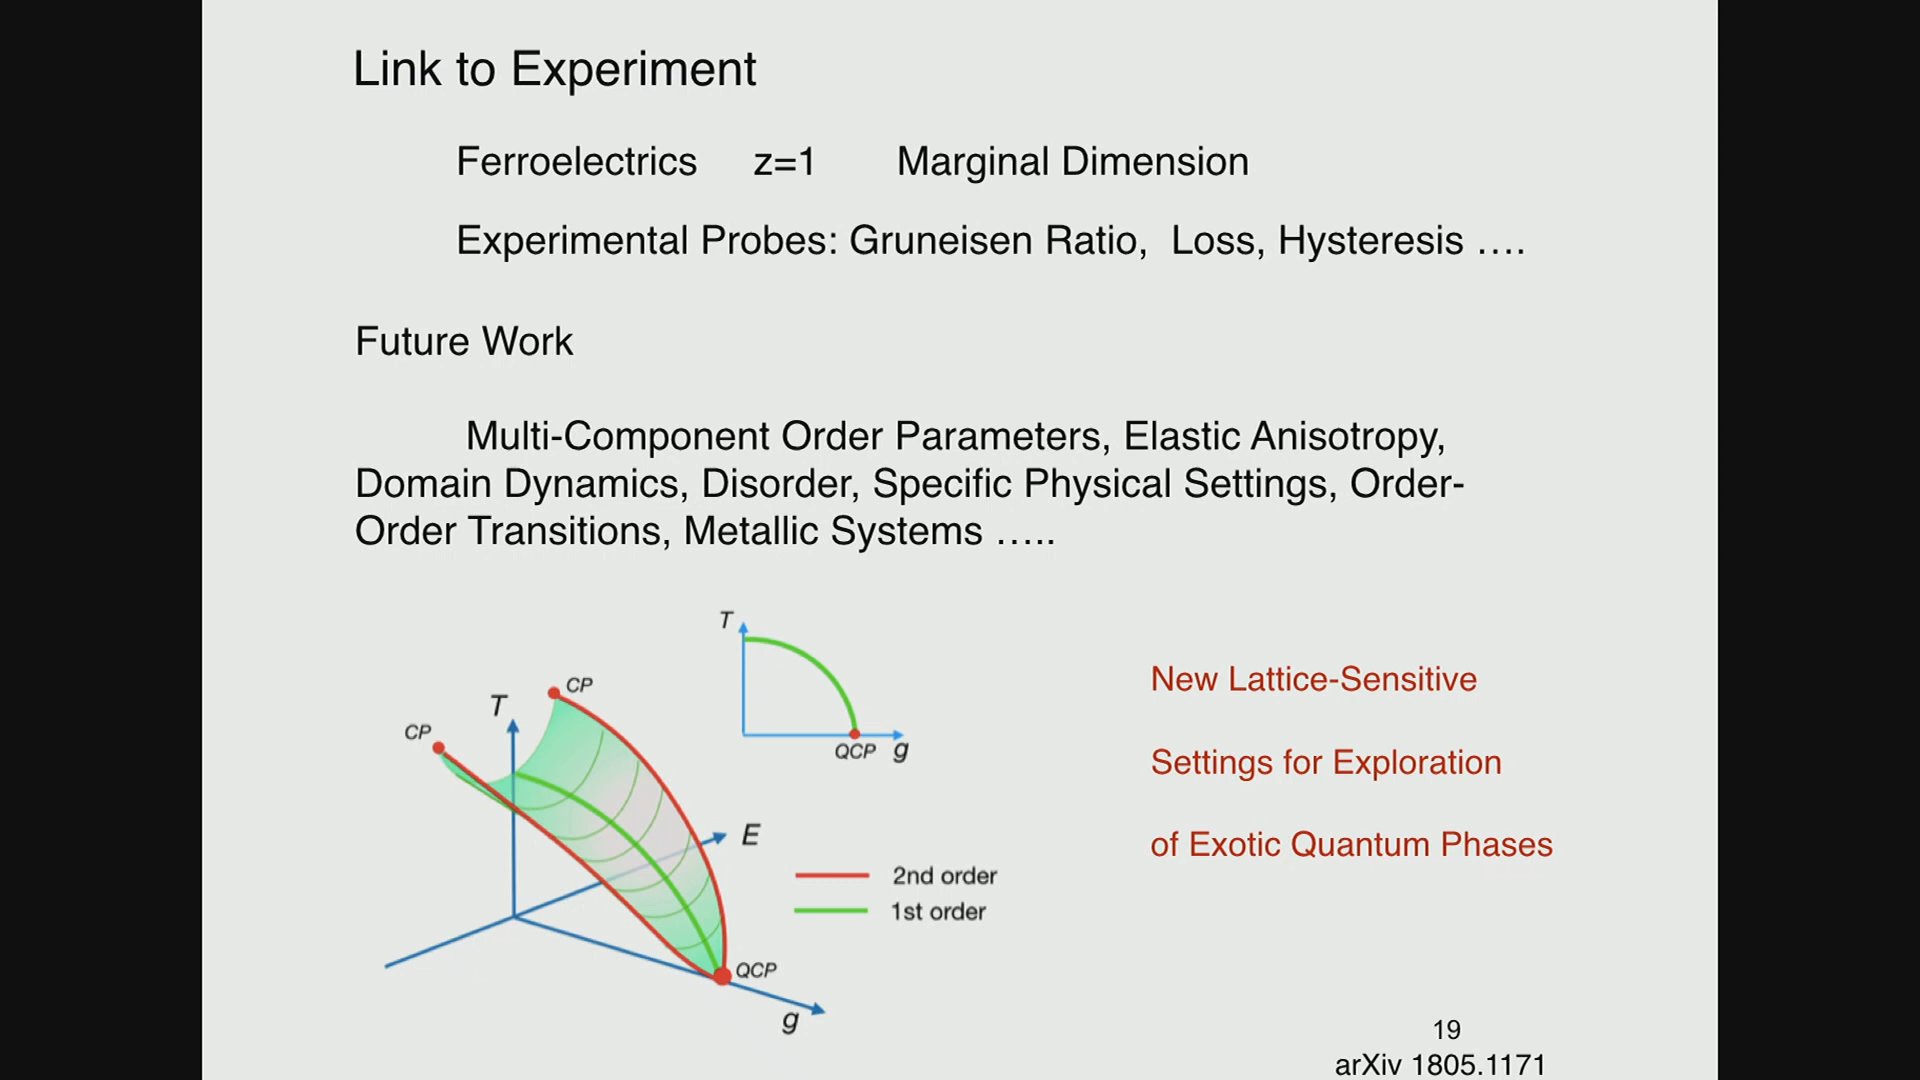 Link to Experiment
Ferroelectrics z=1 Marginal Dimension
Experimental Probes: Gruneisen Ratio, Loss, Hysteresis ….
Future Work
Multi-Component Order Parameters, Elastic Anisotropy,
Domain Dynamics, Disorder, Specific Physical Settings, Order-
Order Transitions, Metallic Systems …..
T
QCP g
CP
T
CP
E
2nd order
1st order
QCP
g
New Lattice-Sensitive
Settings for Exploration
of Exotic Quantum Phases
19
arXiv 1805.1171